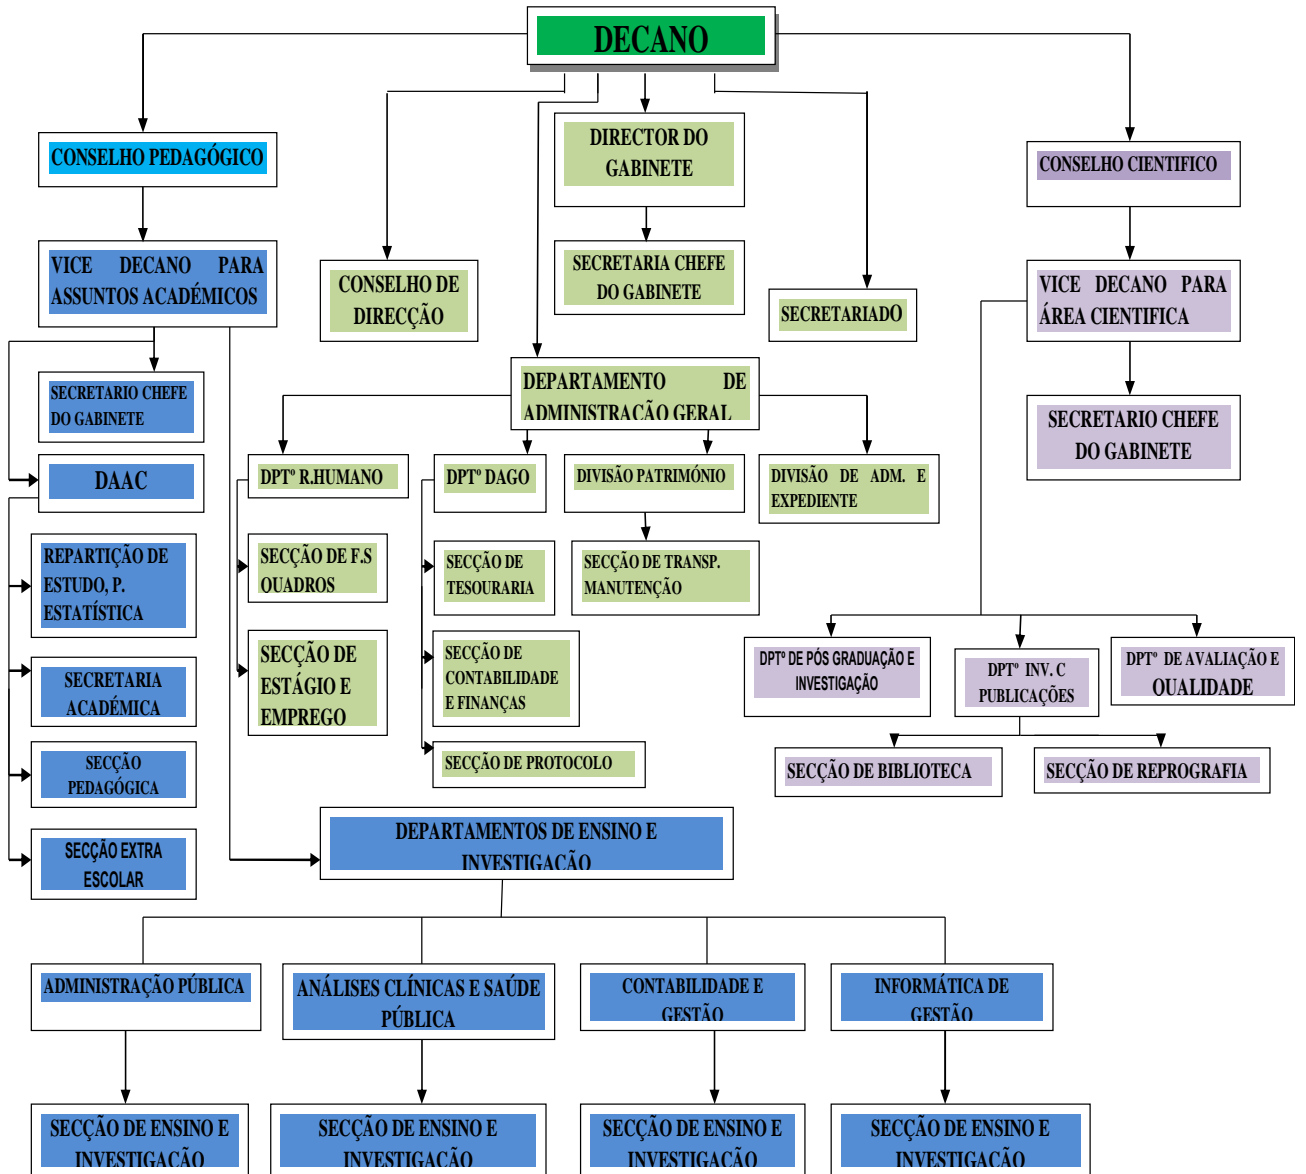 DECANO
CONSELHO PEDAGÓGICO
DIRECTOR DO
GABINETE
CONSELHO CIENTIFICO
VICE DECANO PARA
ASSUNTOS ACADÉMICOS
CONSELHO DE
DIRECÇÃO
SECRETARIA CHEFE
DO GABINETE
SECRETARIADO
VICE DECANO PARA
ÁREA CIENTIFICA
SECRETARIO CHEFE
DO GABINETE
DEPARTAMENTO DE
ADMINISTRAÇÃO GERAL
SECRETARIO CHEFE
DO GABINETE
DAAC
DPTº R.HUMANO
DPTº DAGO
DIVISÃO PATRIMÓNIO
DIVISÃO DE ADM. E
EXPEDIENTE
REPARTIÇÃO DE
ESTUDO, P.
ESTATÍSTICA
SECÇÃO DE F.S
QUADROS
SECÇÃO DE
TESOURARIA
SECÇÃO DE TRANSP.
MANUTENÇÃO
SECRETARIA
ACADÉMICA
SECÇÃO DE
ESTÁGIO E
EMPREGO
SECÇÃO DE
CONTABILIDADE
E FINANÇAS
DPTº DE PÓS GRADUAÇÃO E
INVESTIGAÇÃO
DPTº INV. C
PUBLICAÇÕES
DPTº DE AVALIAÇÃO E
QUALIDADE
SECÇÃO
PEDAGÓGICA
SECÇÃO DE PROTOCOLO
SECÇÃO DE BIBLIOTECA
SECÇÃO DE REPROGRAFIA
SECÇÃO EXTRA
ESCOLAR
DEPARTAMENTOS DE ENSINO E
INVESTIGAÇÃO
ADMINISTRAÇÃO PÚBLICA
ANÁLISES CLÍNICAS E SAÚDE
PÚBLICA
CONTABILIDADE E
GESTÃO
INFORMÁTICA DE
GESTÃO
SECÇÃO DE ENSINO E
INVESTIGAÇÃO
SECÇÃO DE ENSINO E
INVESTIGAÇÃO
SECÇÃO DE ENSINO E
INVESTIGAÇÃO
SECÇÃO DE ENSINO E
INVESTIGAÇÃO